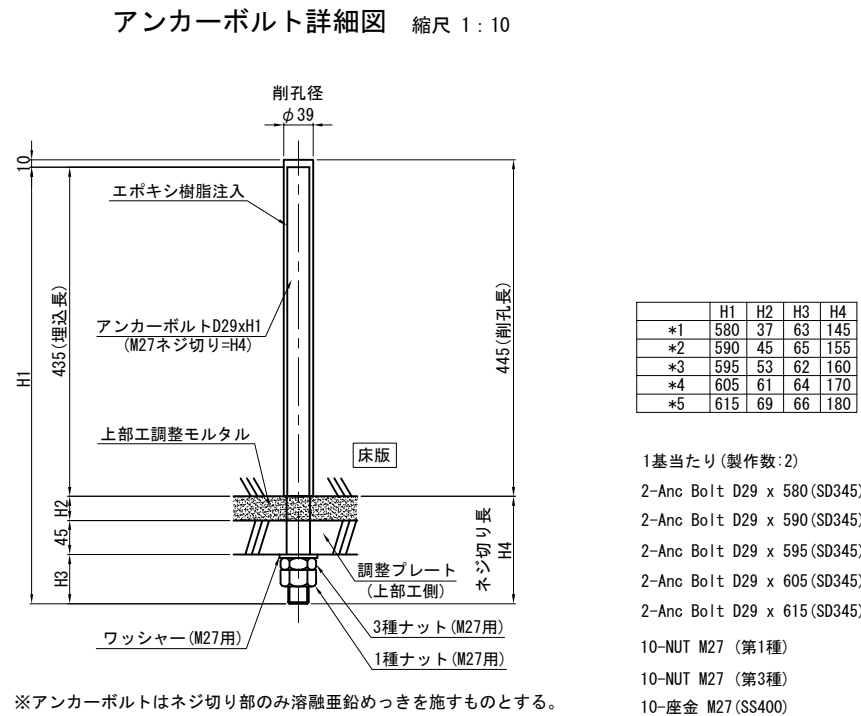 アンカーボルト詳細図 縮尺 1:10
削孔径
φ39
10
エポキシ樹脂注入
435(埋込長)
445(削孔長)
H1
アンカーボルトD29xH1
(M27ネジ切り=H4)
上部工調整モルタル
床版
H2
45
H3
ネジ切り長
H4
調整プレート
(上部工側)
ワッシャー(M27用)
3種ナット(M27用)
1種ナット(M27用)
※アンカーボルトはネジ切り部のみ溶融亜鉛めっきを施すものとする。
H1 H2 H3 H4
*1 580 37 63 145
*2 590 45 65 155
*3 595 53 62 160
*4 605 61 64 170
*5 615 69 66 180
1基当たり(製作数:2)
2-Anc Bolt D29 x 580(SD345)
2-Anc Bolt D29 x 590(SD345)
2-Anc Bolt D29 x 595(SD345)
2-Anc Bolt D29 x 605(SD345)
2-Anc Bolt D29 x 615(SD345)
10-NUT M27 (第1種)
10-NUT M27 (第3種)
10-座金 M27(SS400)